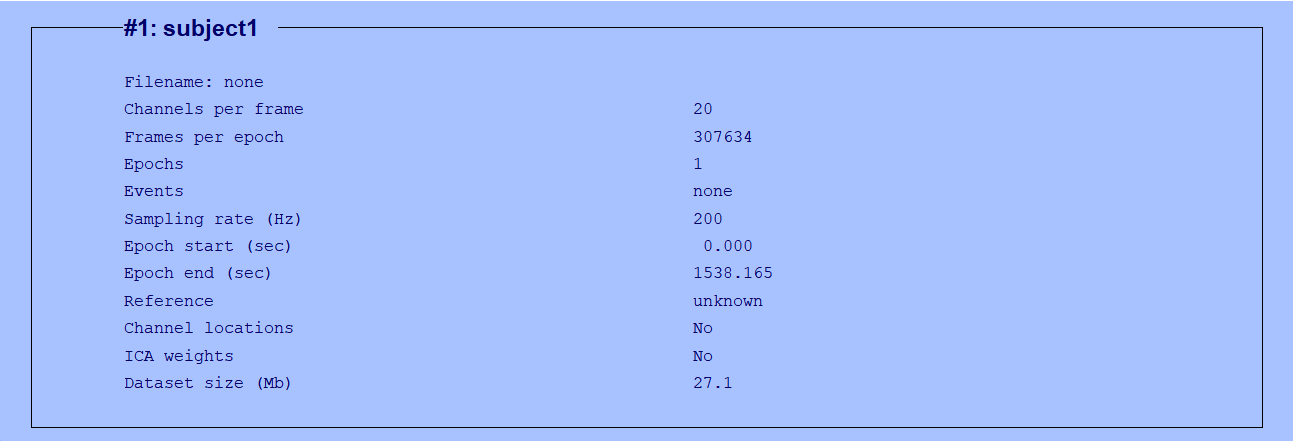 #1: subject1
Filename: none
Channels per frame 20
Frames per epoch 307634
Epochs 1
Events none
Sampling rate (Hz) 200
Epoch start (sec) 0.000
Epoch end (sec) 1538.165
Reference unknown
Channel locations No
ICA weights No
Dataset size (Mb) 27.1